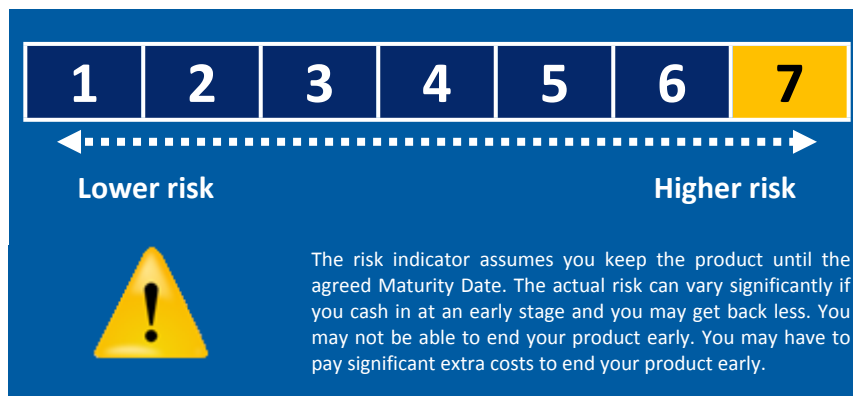 1 2 3 4 5 6 7
Lower risk Higher risk
The risk indicator assumes you keep the product until the
agreed Maturity Date. The actual risk can vary significantly if
you cash in at an early stage and you may get back less. You
may not be able to end your product early. You may have to
pay significant extra costs to end your product early.